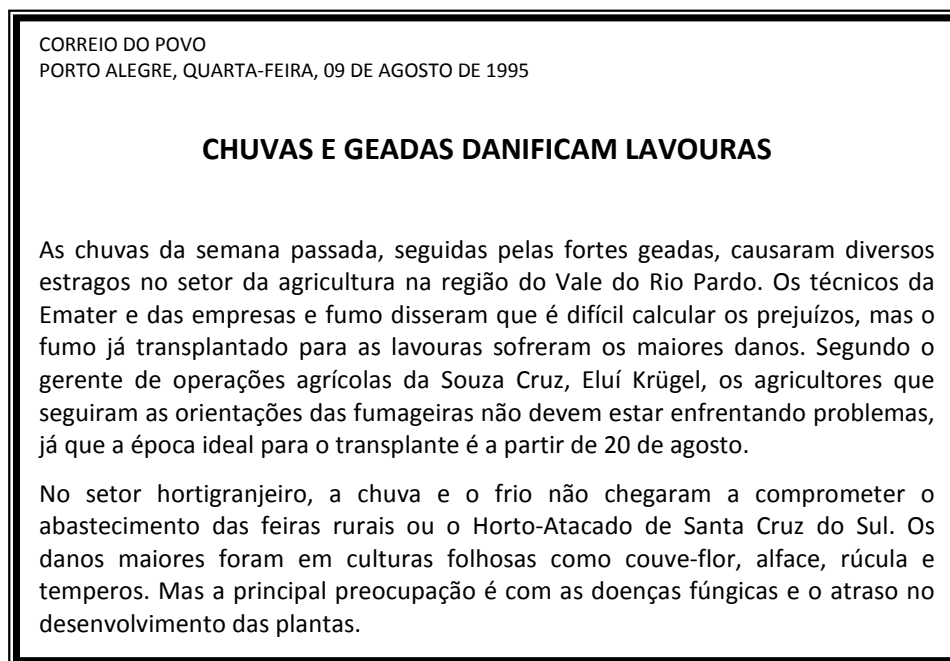 CORREIO DO POVO
PORTO ALEGRE, QUARTA-FEIRA, 09 DE AGOSTO DE 1995
CHUVAS E GEADAS DANIFICAM LAVOURAS
As chuvas da semana passada, seguidas pelas fortes geadas, causaram diversos
estragos no setor da agricultura na região do Vale do Rio Pardo. Os técnicos da
Emater e das empresas e fumo disseram que é difícil calcular os prejuízos, mas o
fumo já transplantado para as lavouras sofreram os maiores danos. Segundo o
gerente de operações agrícolas da Souza Cruz, Eluí Krügel, os agricultores que
seguiram as orientações das fumageiras não devem estar enfrentando problemas,
já que a época ideal para o transplante é a partir de 20 de agosto.
No setor hortigranjeiro, a chuva e o frio não chegaram a comprometer o
abastecimento das feiras rurais ou o Horto-Atacado de Santa Cruz do Sul. Os
danos maiores foram em culturas folhosas como couve-flor, alface, rúcula e
temperos. Mas a principal preocupação é com as doenças fúngicas e o atraso no
desenvolvimento das plantas.